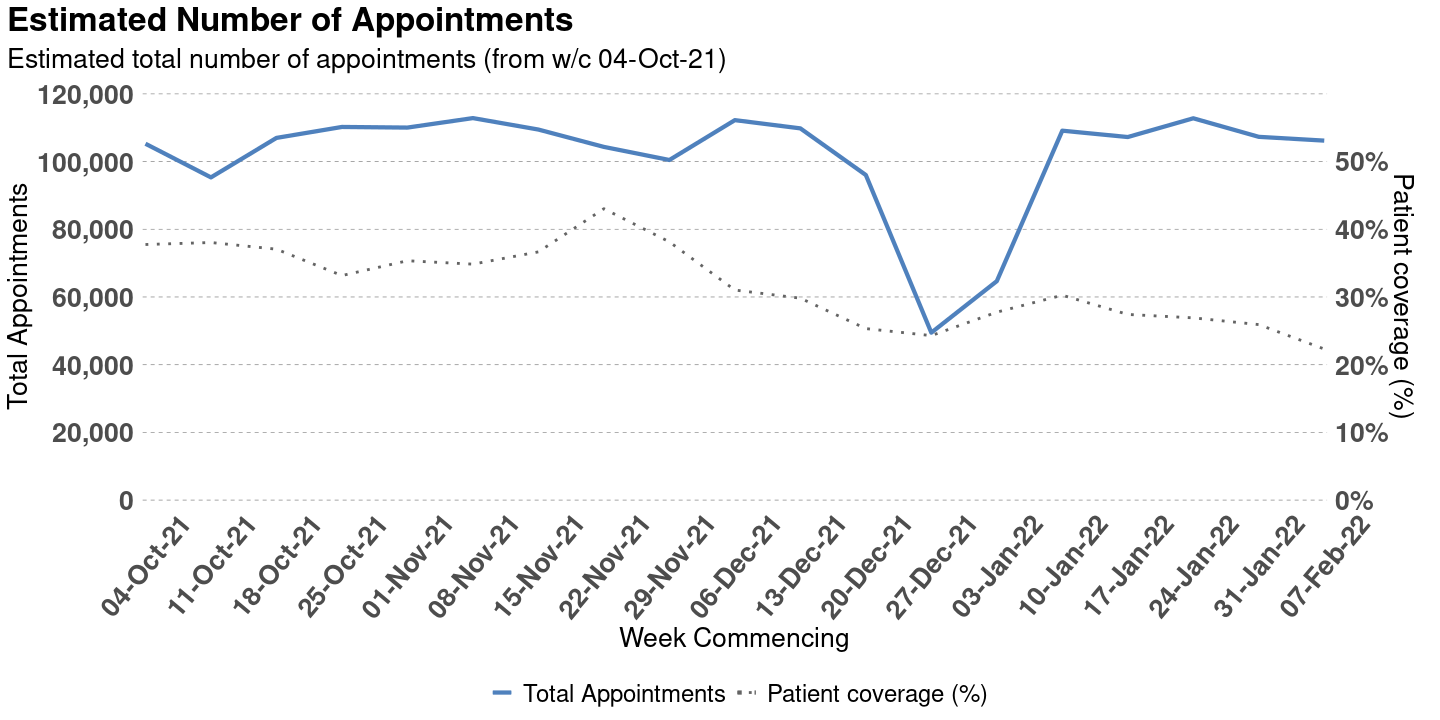 Estimated Number of Appointments
Estimated total number of appointments (from w/c 04-Oct-21)
120,000
100,000
80,000
60,000
40,000
20,000
0
Total Appointments
50%
40%
30%
20%
10%
0%
Patient coverage (%)
04-Oct-21
11-Oct-21
18-Oct-21
25-Oct-21
01-Nov-21
08-Nov-21
15-Nov-21
22-Nov-21
29-Nov-21
06-Dec-21
13-Dec-21
20-Dec-21
27-Dec-21
03-Jan-22
10-Jan-22
17-Jan-22
24-Jan-22
31-Jan-22
07-Feb-22
Week Commencing
Total Appointments
Patient coverage (%)